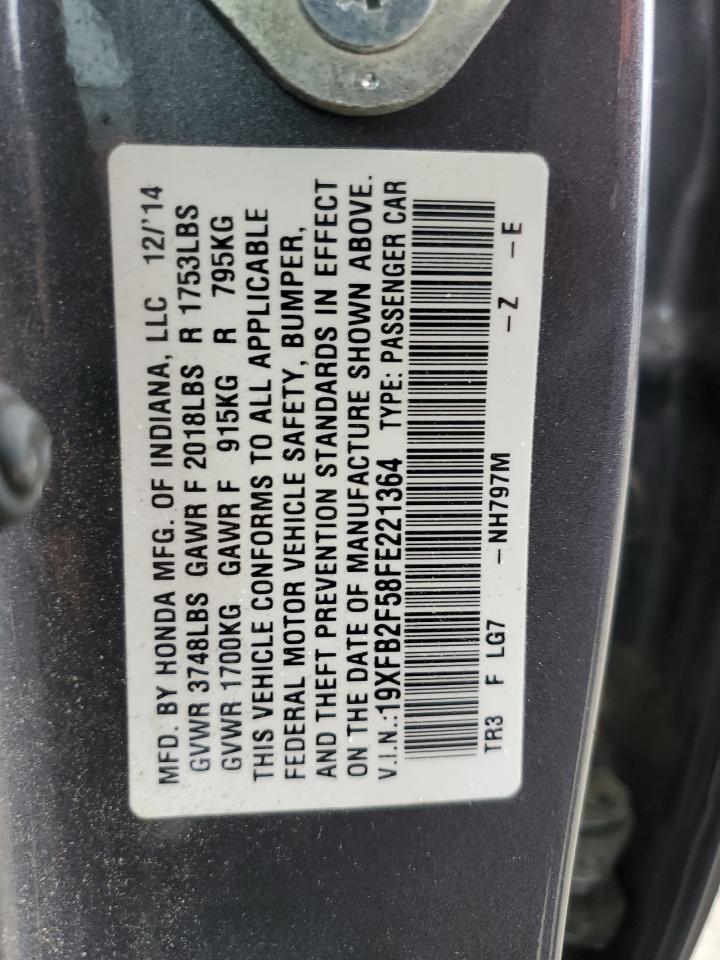 MFD. BY HONDA MFG. OF INDIANA, LLC 12/'14
GVWR 3748LBS GAWR F 2018LBS R 1753LBS
GVWR 1700KG GAWR F 915KG R 795KG
THIS VEHICLE CONFORMS TO ALL APPLICABLE
FEDERAL MOTOR VEHICLE SAFETY, BUMPER,
AND THEFT PREVENTION STANDARDS IN EFFECT
ON THE DATE OF MANUFACTURE SHOWN ABOVE.
V.I.N.:19XFB2F58FE221364 TYPE: PASSENGER CAR
TR3 F LG7 -NH797M -Z -E